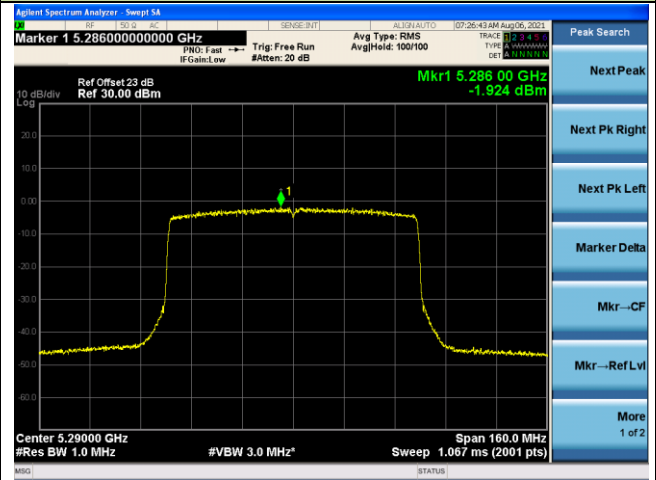 Agilent Spectrum Analyzer - Swept SA
RF 50 Ω AC SENSE:INT ALIGN AUTO 07:26:43 AM Aug 06, 2021
Marker 1 5.286000000000 GHz
PNO: Fast
IFGain:Low
Trig: Free Run
#Atten: 20 dB
Avg Type: RMS
Avg|Hold: 100/100
TRACE 1 2 3 4 5 6
TYPE A WWWWW
DET A N N N N N
Ref Offset 23 dB
10 dB/div Ref 30.00 dBm
Log
Mkr1 5.286 00 GHz
-1.924 dBm
20.0
10.0
0.00
-10.0
-20.0
-30.0
-40.0
-50.0
-60.0
1
Center 5.29000 GHz Span 160.0 MHz
#Res BW 1.0 MHz #VBW 3.0 MHz* Sweep 1.067 ms (2001 pts)
MSG STATUS
Peak Search
Next Peak
Next Pk Right
Next Pk Left
Marker Delta
Mkr→CF
Mkr→Ref Lvl
More
1 of 2